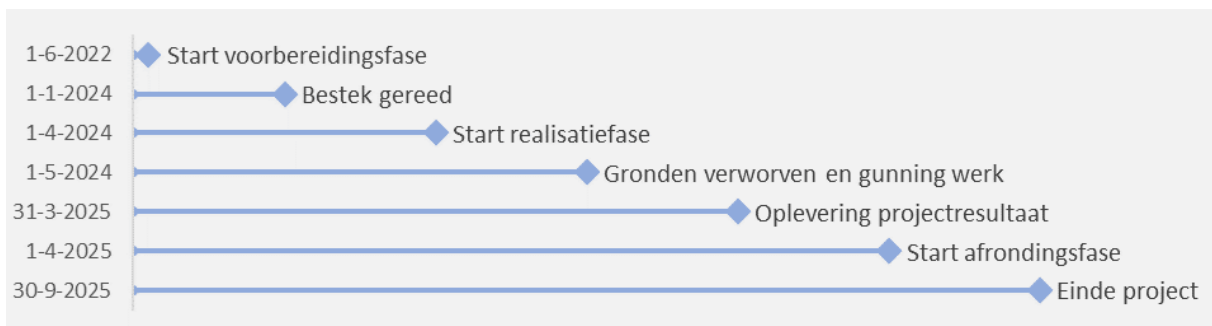 1-6-2022 Start voorbereidingsfase
1-1-2024 Bestek gereed
1-4-2024 Start realisatiefase
1-5-2024 Gronden verworven en gunning werk
31-3-2025 Oplevering projectresultaat
1-4-2025 Start afrondingsfase
30-9-2025 Einde project